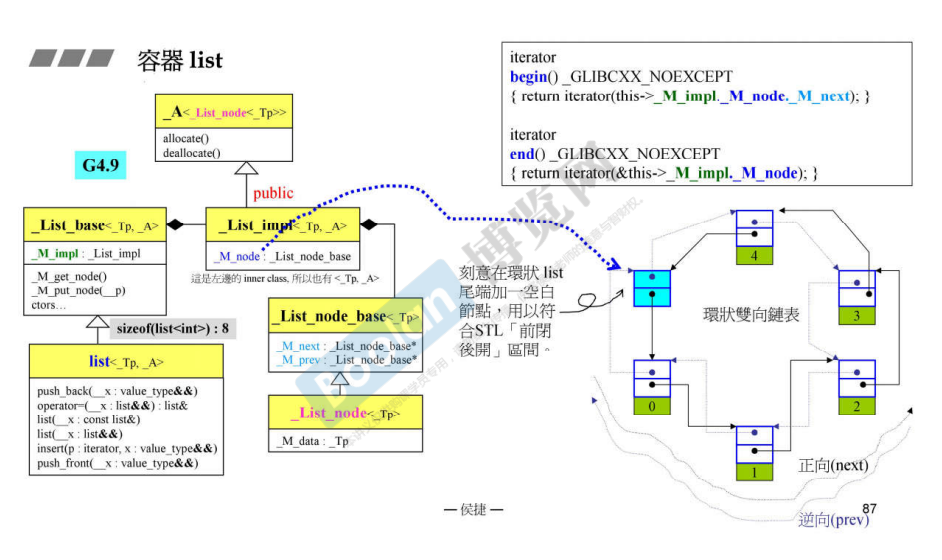 容器 list
iterator
begin() _GLIBCXX_NOEXCEPT
{ return iterator(this->_M_impl._M_node._M_next); }
iterator
end() _GLIBCXX_NOEXCEPT
{ return iterator(&this->_M_impl._M_node); }
_A<_List_node<_Tp>>
allocate()
deallocate()
G4.9
public
_List_base<_Tp, _A>
_M_impl : _List_impl
_M_get_node()
_M_put_node(__p)
ctors…
_List_impl<_Tp, _A>
_M_node : _List_node_base
這是左邊的 inner class, 所以也有 <_Tp, _A>
sizeof(list<int>) : 8
list<_Tp, _A>
push_back(__x : value_type&&)
operator=(__x : list&&) : list&
list(__x : const list&)
list(__x : list&&)
insert(p : iterator, x : value_type&&)
push_front(__x : value_type&&)
_List_node_base<_Tp>
_M_next : _List_node_base*
_M_prev : _List_node_base*
_List_node<_Tp>
_M_data : _Tp
刻意在環狀 list
尾端加一空白
節點，用以符
合STL「前閉
後開」區間。
環狀雙向鏈表
4
3
0
2
1
正向(next)
逆向(prev)
— 侯捷 —
87
Boolan
博览网